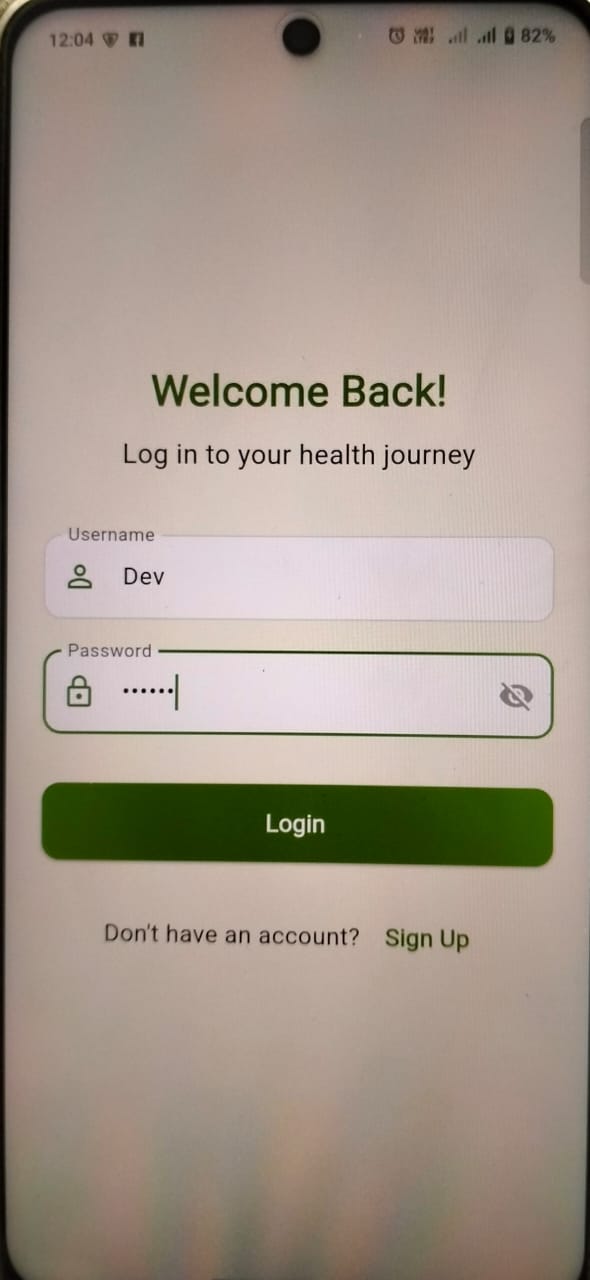 12:04
82%
Welcome Back!
Log in to your health journey
Username
Dev
Password
••••••
Login
Don't have an account? Sign Up